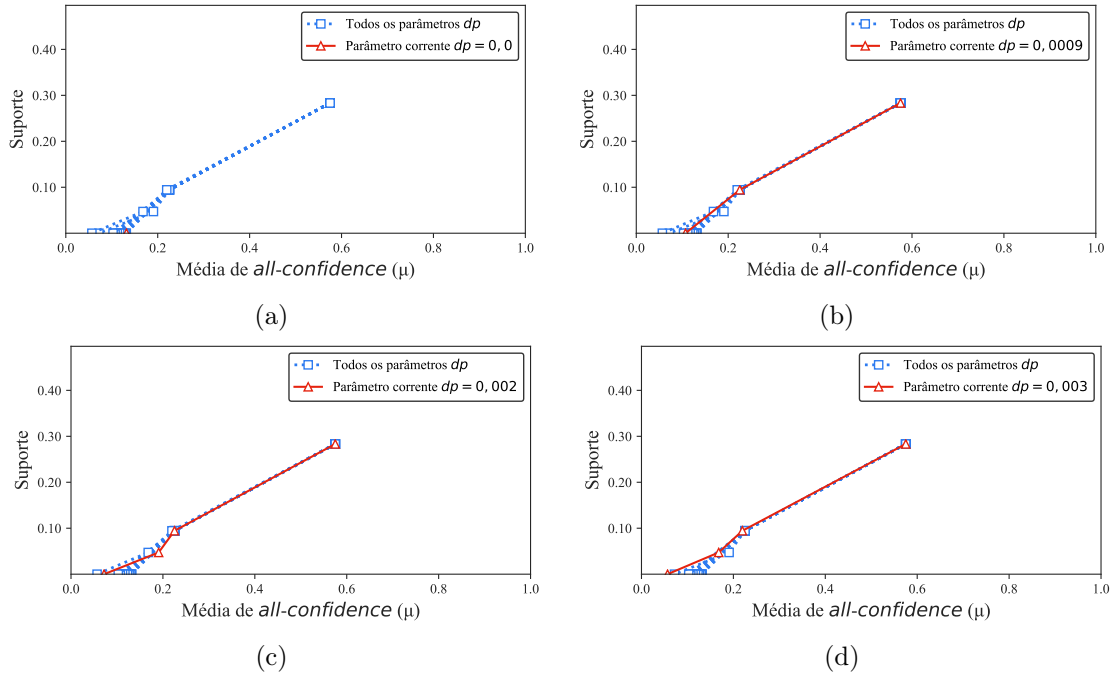 Todos os parâmetros dp
Parâmetro corrente dp = 0, 0
0.40
0.30
0.20
0.10
Suporte
0.0 0.2 0.4 0.6 0.8 1.0
Média de all-confidence (μ)
(a)
Todos os parâmetros dp
Parâmetro corrente dp = 0, 0009
0.40
0.30
0.20
0.10
Suporte
0.0 0.2 0.4 0.6 0.8 1.0
Média de all-confidence (μ)
(b)
Todos os parâmetros dp
Parâmetro corrente dp = 0, 002
0.40
0.30
0.20
0.10
Suporte
0.0 0.2 0.4 0.6 0.8 1.0
Média de all-confidence (μ)
(c)
Todos os parâmetros dp
Parâmetro corrente dp = 0, 003
0.40
0.30
0.20
0.10
Suporte
0.0 0.2 0.4 0.6 0.8 1.0
Média de all-confidence (μ)
(d)